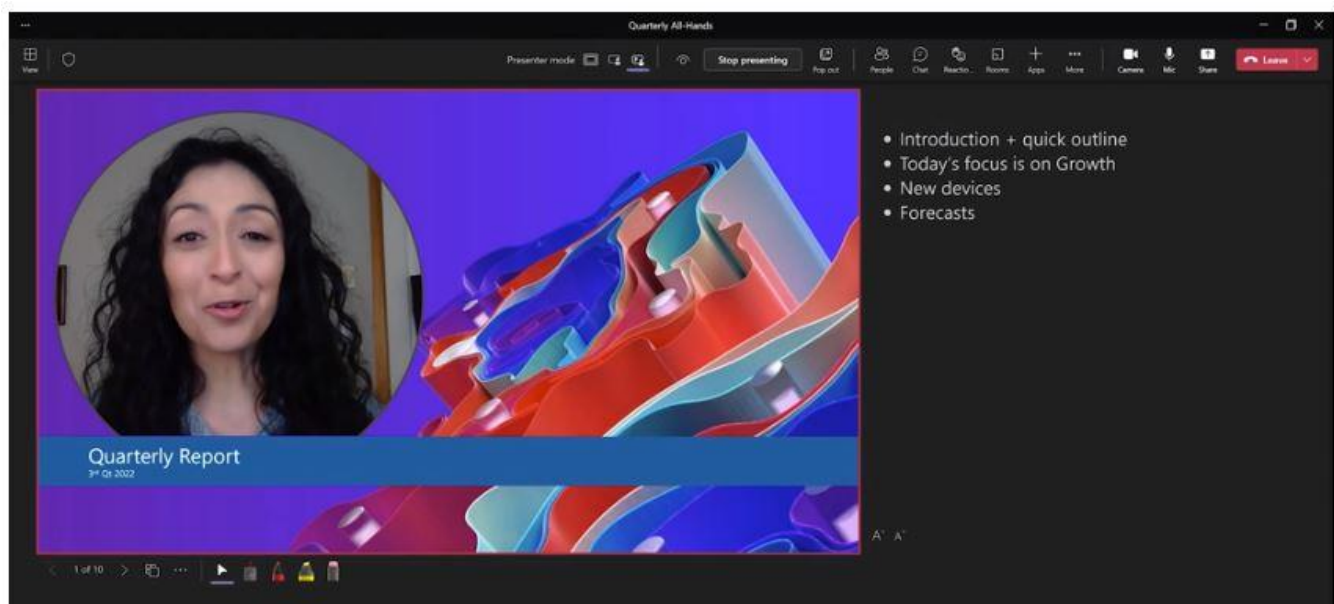 Quarterly All-Hands
View
Presenter mode
Stop presenting
Pop out
People
Chat
Reactio...
Rooms
Apps
More
Camera
Mic
Share
Leave
• Introduction + quick outline
• Today's focus is on Growth
• New devices
• Forecasts
Quarterly Report
3rd Qt 2022
A˄ A˅
1 of 10